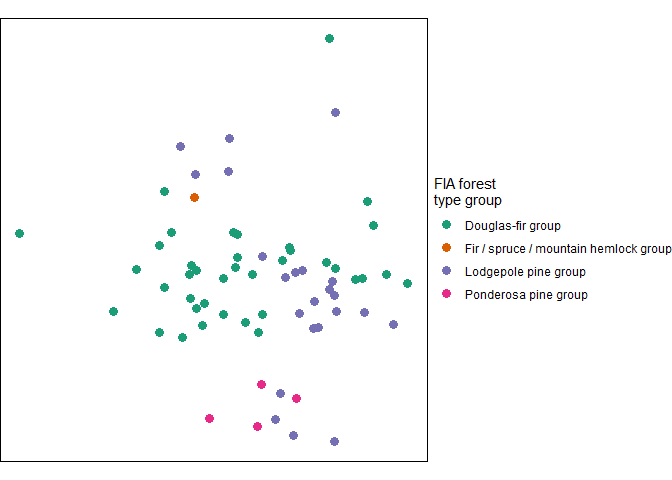 FIA forest
type group
Douglas-fir group
Fir / spruce / mountain hemlock group
Lodgepole pine group
Ponderosa pine group